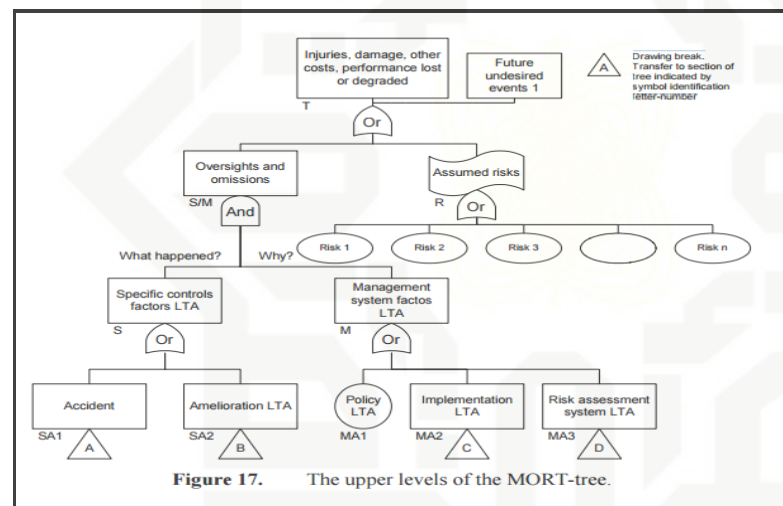 Injuries, damage, other
costs, performance lost
or degraded
Future
undesired
events 1
A
Drawing break.
Transfer to section of
tree indicated by
symbol identification
letter-number
T
Or
Oversights and
omissions
Assumed risks
S/M
And
R
Or
Risk 1
Risk 2
Risk 3
Risk n
What happened?
Why?
Specific controls
factors LTA
Management
system factos
LTA
S
Or
M
Or
Accident
Amelioration LTA
Policy
LTA
Implementation
LTA
Risk assessment
system LTA
SA1
A
SA2
B
MA1
MA2
C
MA3
D
Figure 17. The upper levels of the MORT-tree.